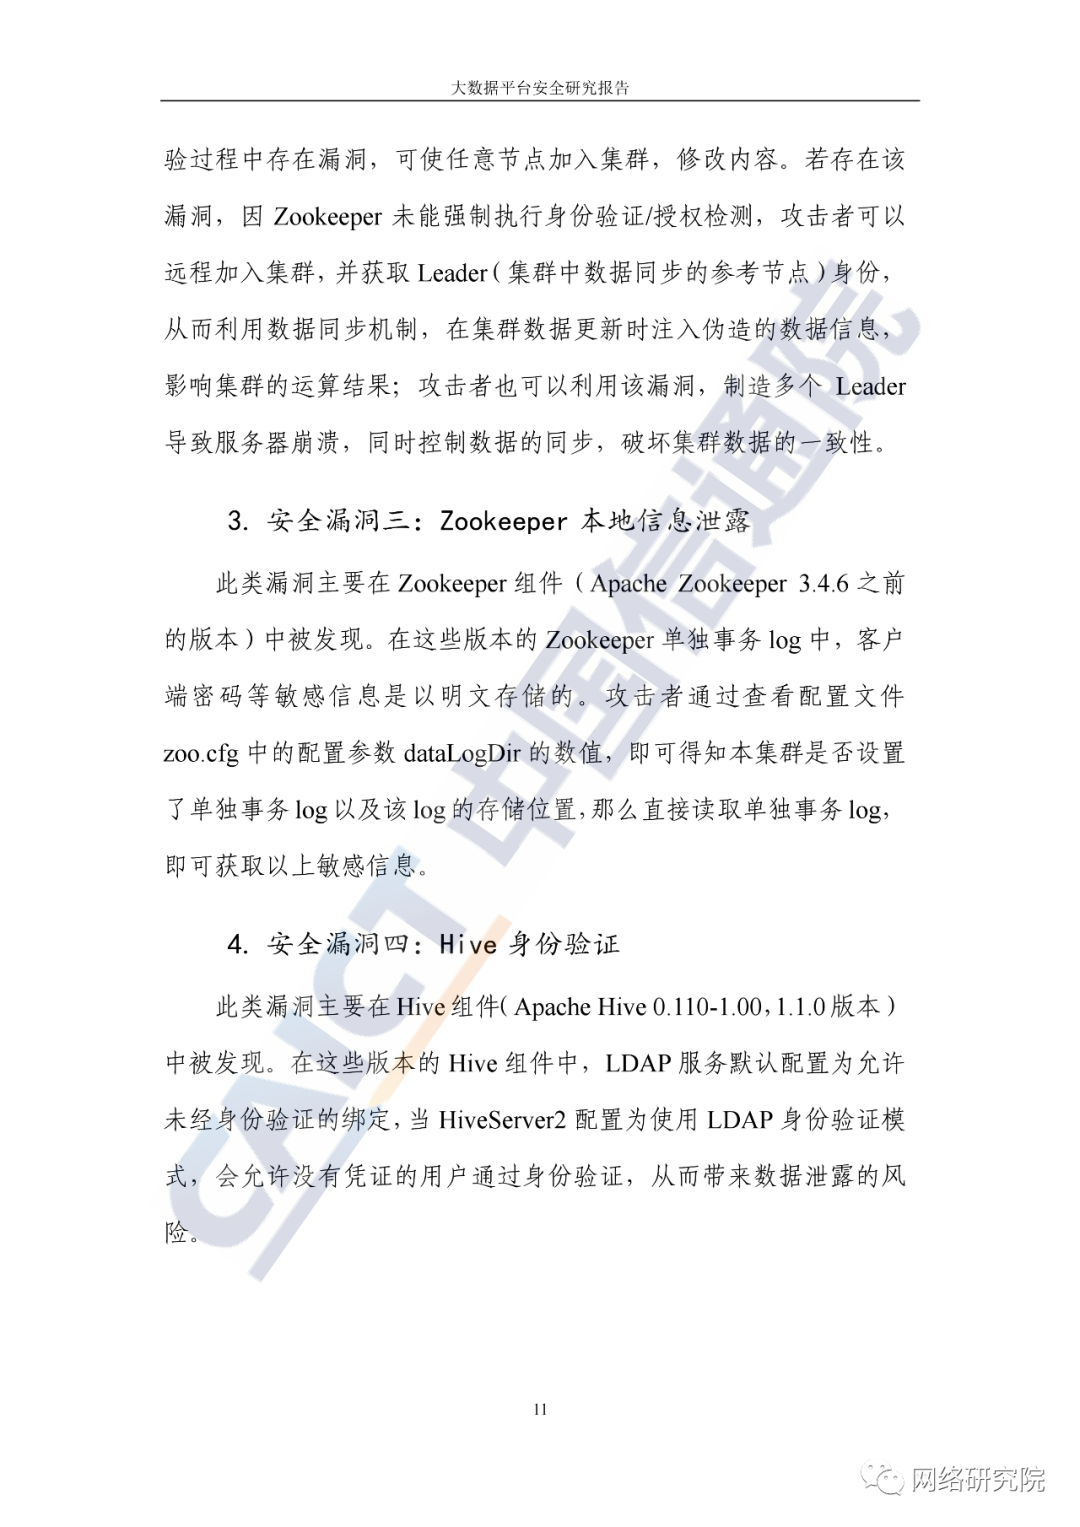 大数据平台安全研究报告
验过程中存在漏洞，可使任意节点加入集群，修改内容。若存在该
漏洞，因 Zookeeper 未能强制执行身份验证/授权检测，攻击者可以
远程加入集群，并获取 Leader（集群中数据同步的参考节点）身份，
从而利用数据同步机制，在集群数据更新时注入伪造的数据信息，
影响集群的运算结果；攻击者也可以利用该漏洞，制造多个 Leader
导致服务器崩溃，同时控制数据的同步，破坏集群数据的一致性。
3. 安全漏洞三：Zookeeper 本地信息泄露
此类漏洞主要在 Zookeeper 组件（Apache Zookeeper 3.4.6 之前
的版本）中被发现。在这些版本的 Zookeeper 单独事务 log 中，客户
端密码等敏感信息是以明文存储的。攻击者通过查看配置文件
zoo.cfg 中的配置参数 dataLogDir 的数值，即可得知本集群是否设置
了单独事务 log 以及该 log 的存储位置，那么直接读取单独事务 log，
即可获取以上敏感信息。
4. 安全漏洞四：Hive 身份验证
此类漏洞主要在 Hive 组件（Apache Hive 0.110-1.00，1.1.0 版本）
中被发现。在这些版本的 Hive 组件中，LDAP 服务默认配置为允许
未经身份验证的绑定，当 HiveServer2 配置为使用 LDAP 身份验证模
式，会允许没有凭证的用户通过身份验证，从而带来数据泄露的风
险。
CAICT 中国信通院
11
网络研究院